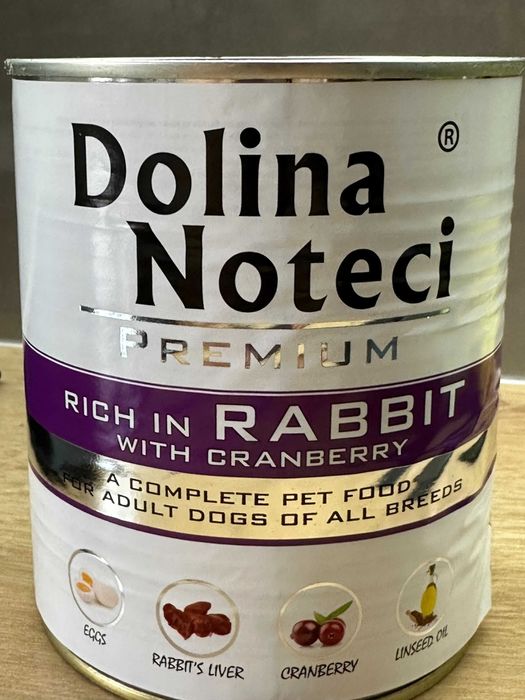 Dolina ®
Noteci
PREMIUM
RICH IN RABBIT
WITH CRANBERRY
A COMPLETE PET FOOD
FOR ADULT DOGS OF ALL BREEDS
EGGS
RABBIT'S LIVER
CRANBERRY
LINSEED OIL